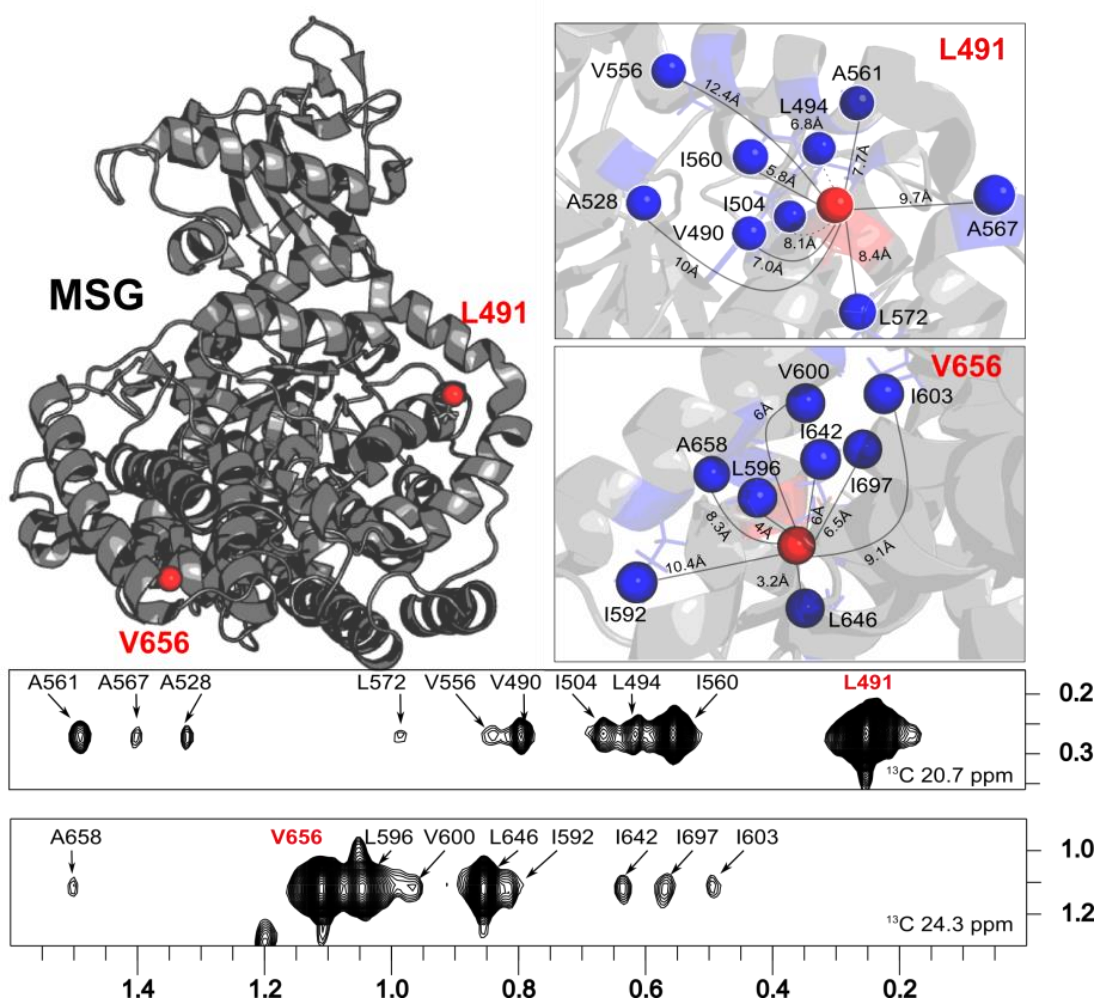 MSG
L491
V656
L491
V556
A561
12.4Å
L494
6.8Å
7.7Å
I560
5.8Å
A528
I504
9.7Å
A567
V490
8.1Å
7.0Å
8.4Å
10Å
L572
V656
V600
I603
6Å
I642
A658
L596
I697
8.3Å
4Å
6Å
6.5Å
9.1Å
10.4Å
3.2Å
I592
L646
A561 A567 A528 L572 V556 V490 I504 L494 I560 L491
0.2
0.3
¹³C 20.7 ppm
A658 V656 L596 V600 L646 I592 I642 I697 I603
1.0
1.2
¹³C 24.3 ppm
1.4 1.2 1.0 0.8 0.6 0.4 0.2